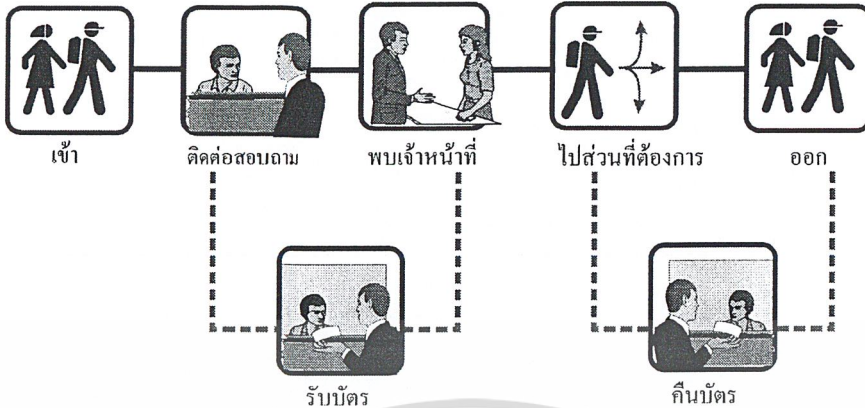 เข้า
ติดต่อสอบถาม
พบเจ้าหน้าที่
ไปส่วนที่ต้องการ
ออก
รับบัตร
คืนบัตร